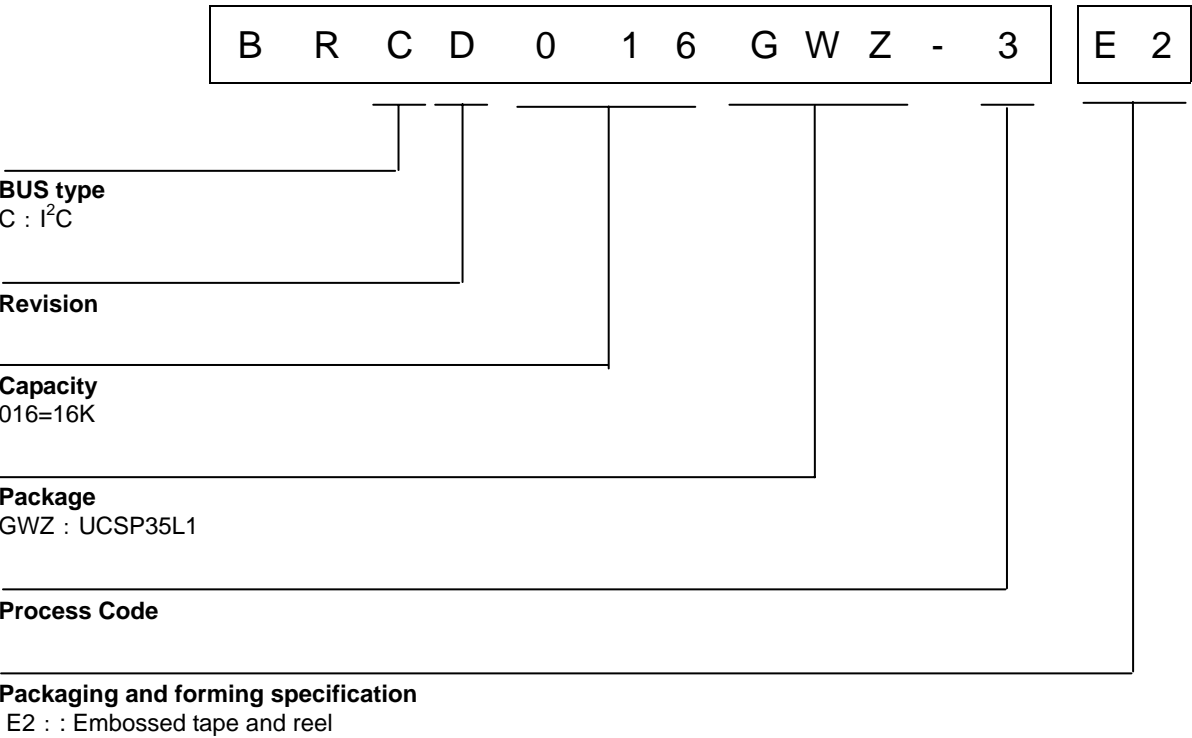 B R C D 0 1 6 G W Z - 3 E 2
BUS type
C : I²C
Revision
Capacity
016=16K
Package
GWZ : UCSP35L1
Process Code
Packaging and forming specification
E2 : : Embossed tape and reel